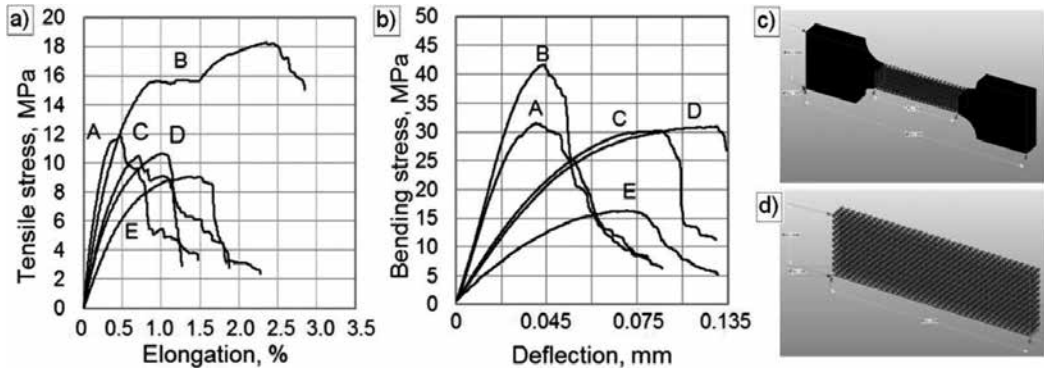 a)
Tensile stress, MPa
20
18
16
14
12
10
8
6
4
2
0
A
B
C
D
E
0 0.5 1.0 1.5 2.0 2.5 3.0 3.5
Elongation, %
b)
Bending stress, MPa
50
45
40
35
30
25
20
15
10
5
0
B
A
C
D
E
0 0.045 0.075 0.135
Deflection, mm
c)
d)